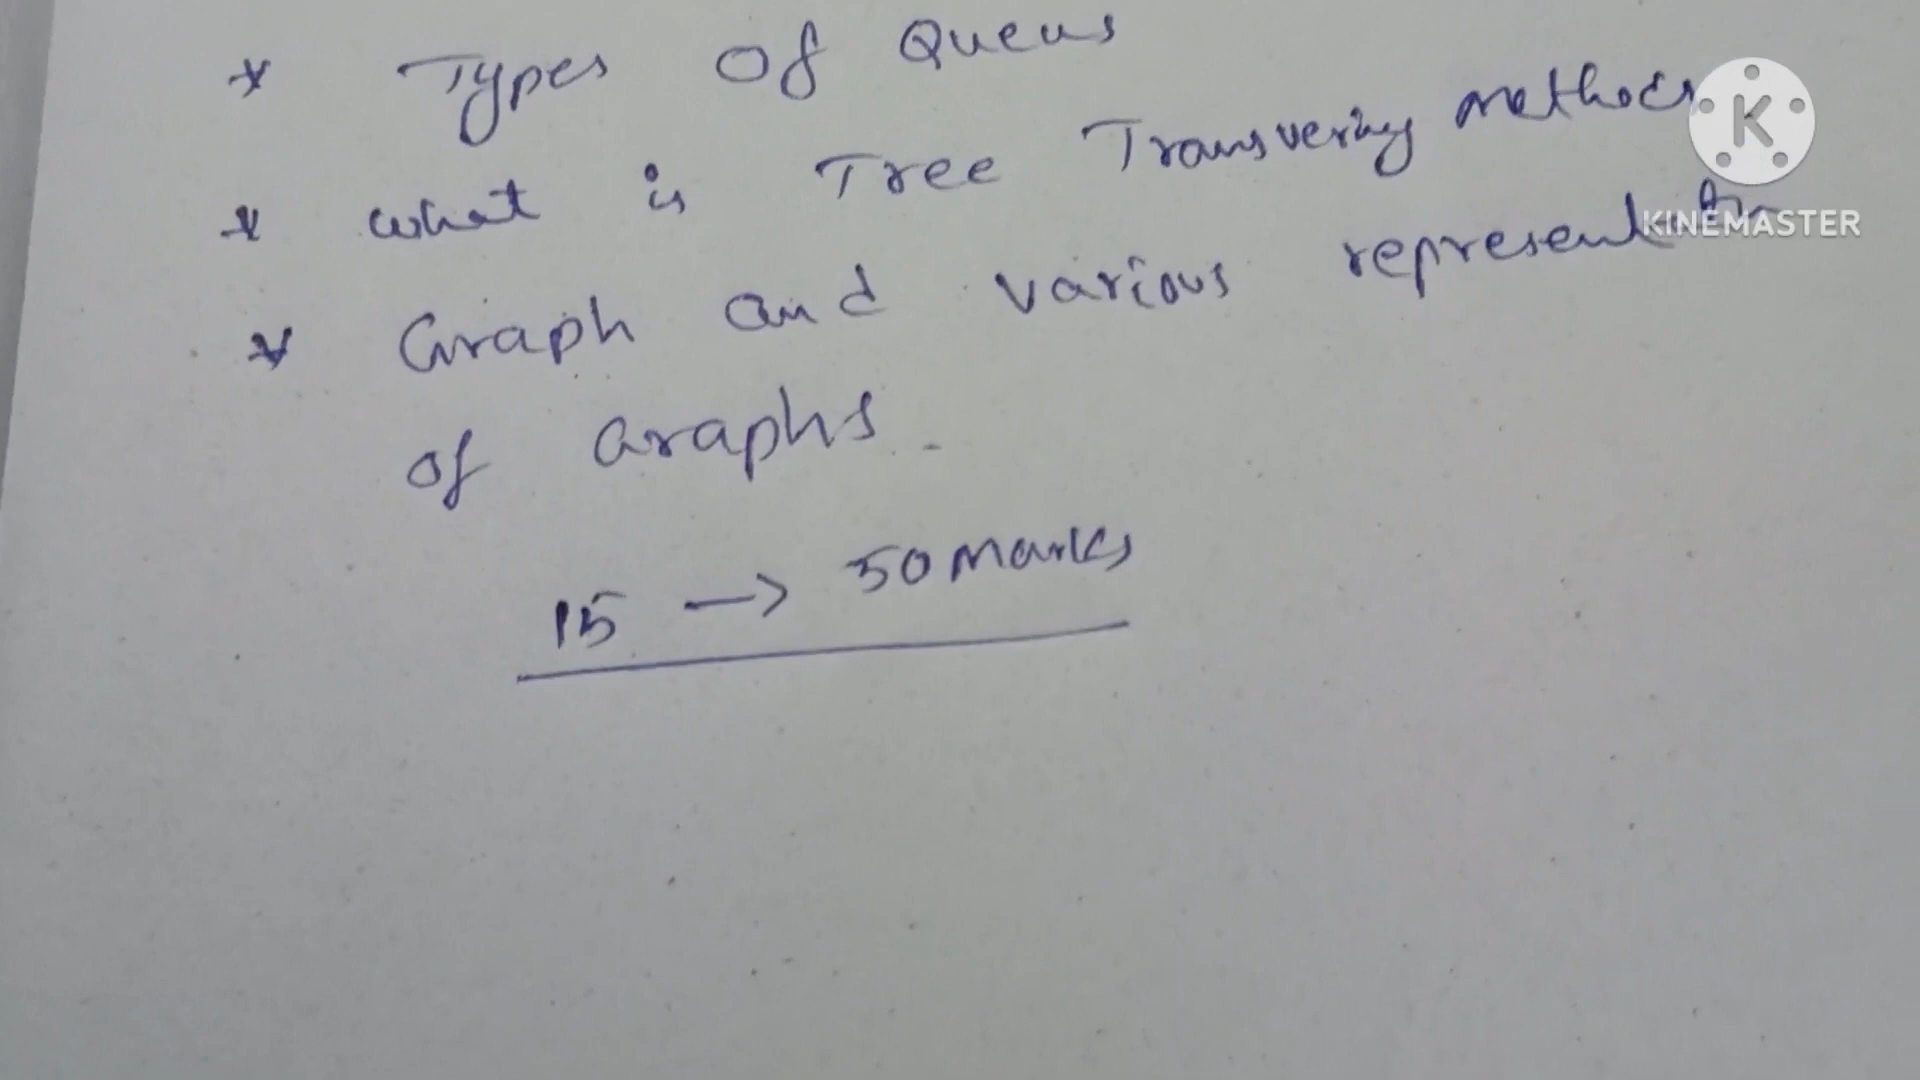 * Types Of Queus
* what is Tree Transvering methods
* Graph and various representation
of Graphs.
15 -> 50 Marks
K
KINEMASTER